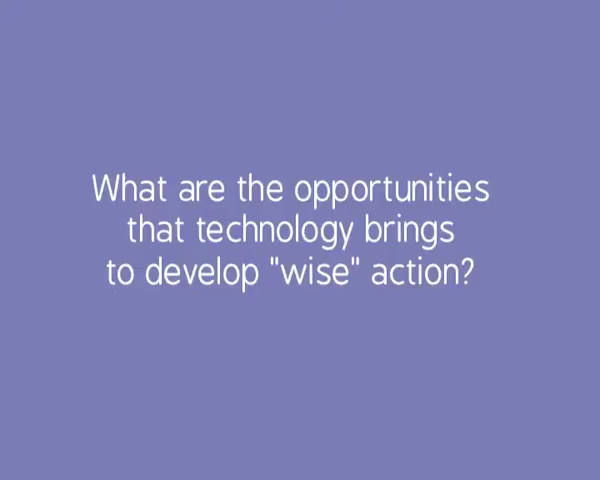 What are the opportunities
that technology brings
to develop "wise" action?